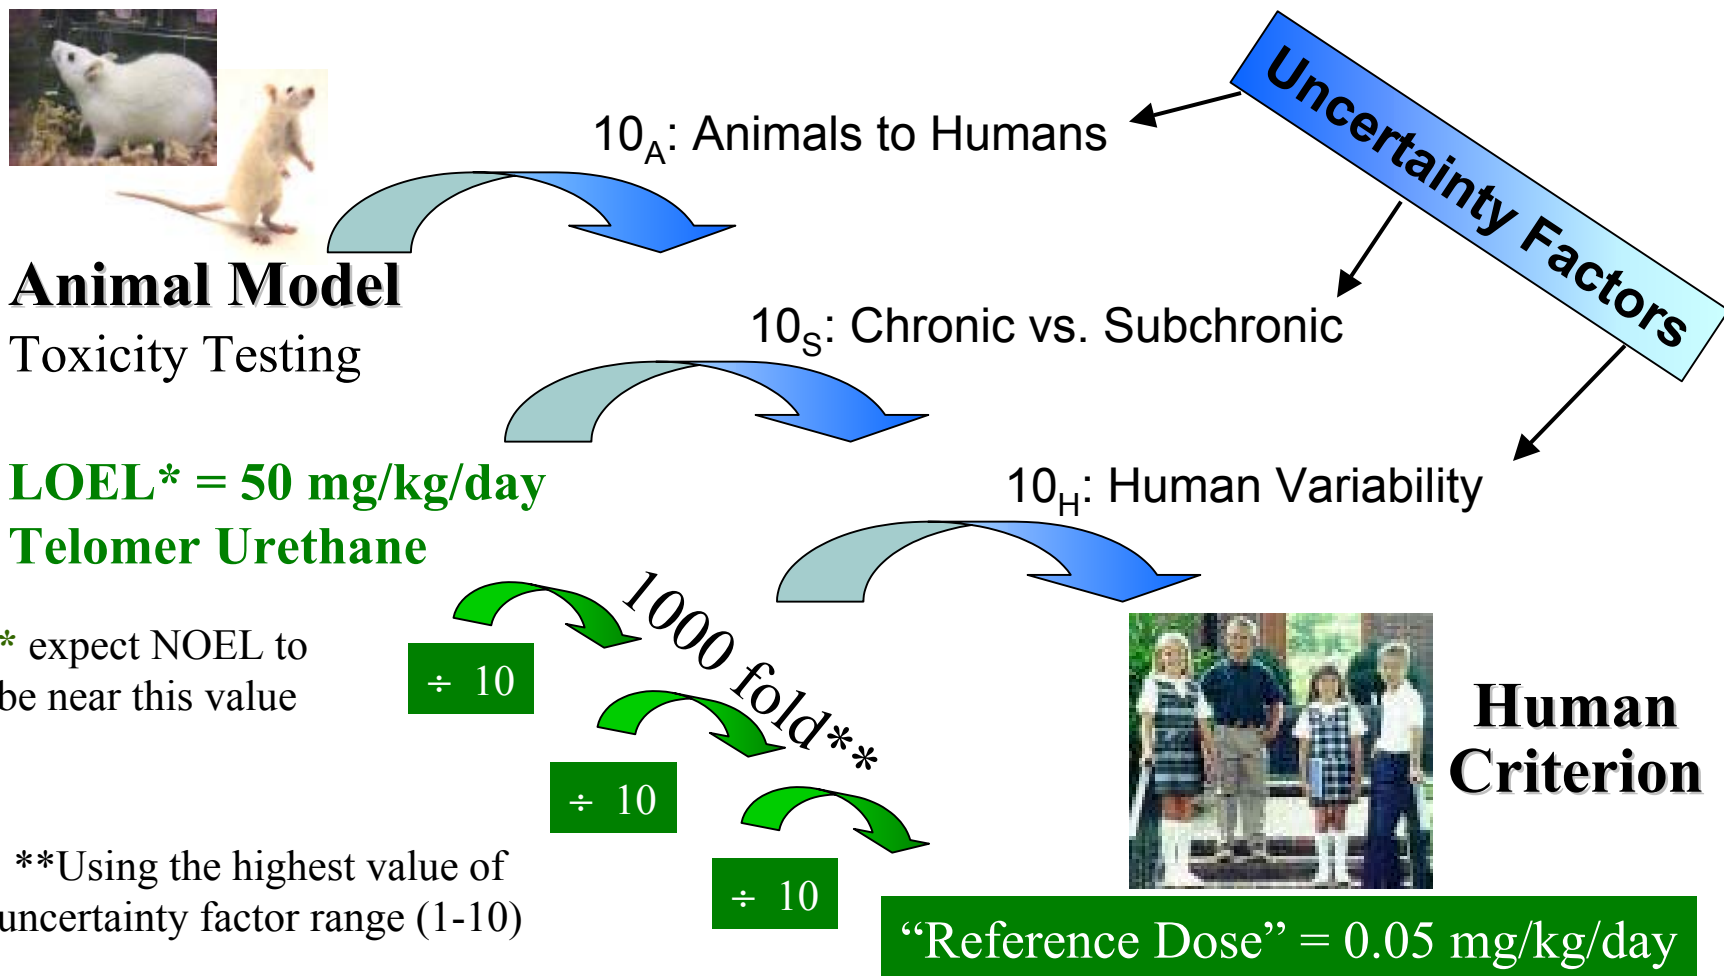 Uncertainty Factors
10A: Animals to Humans
Animal Model
Toxicity Testing
10S: Chronic vs. Subchronic
LOEL* = 50 mg/kg/day
Telomer Urethane
10H: Human Variability
* expect NOEL to
be near this value
1000 fold**
÷ 10
÷ 10
÷ 10
Human
Criterion
**Using the highest value of
uncertainty factor range (1-10)
“Reference Dose” = 0.05 mg/kg/day